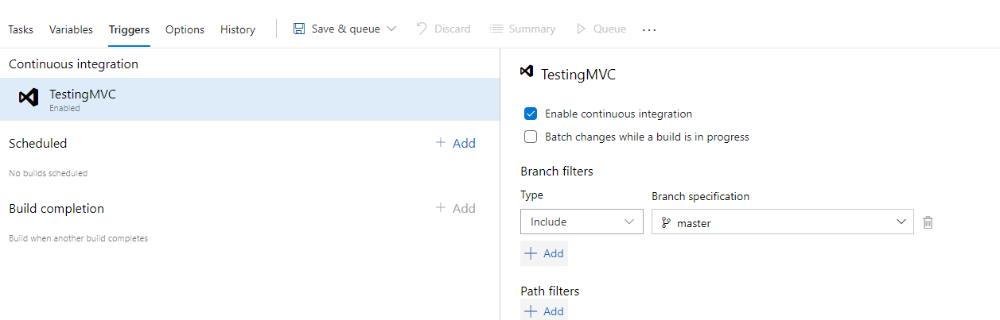 Tasks Variables Triggers Options History Save & queue Discard Summary Queue ...
Continuous integration
TestingMVC
Enabled
Scheduled + Add
No builds scheduled
Build completion + Add
Build when another build completes
TestingMVC
Enable continuous integration
Batch changes while a build is in progress
Branch filters
Type Branch specification
Include master
+ Add
Path filters
+ Add